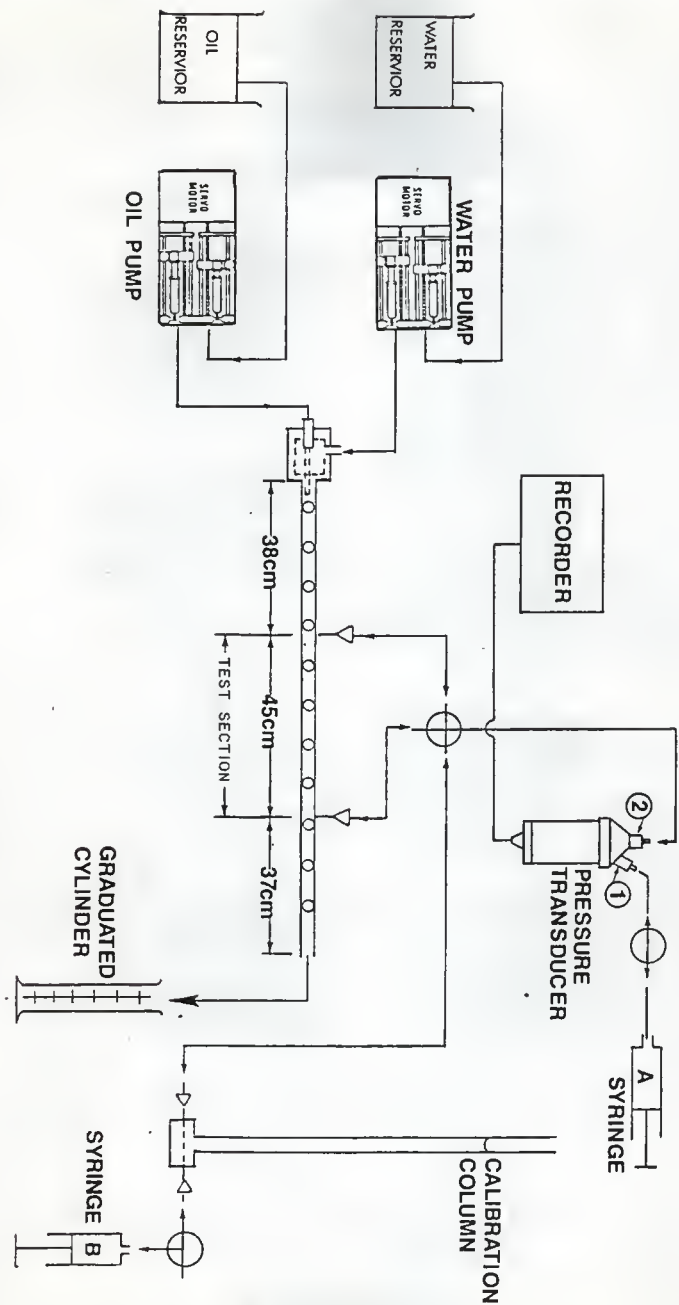 WATER
RESERVIOR
OIL
RESERVIOR
SERVO
MOTOR
WATER PUMP
SERVO
MOTOR
OIL PUMP
RECORDER
②
①
PRESSURE
TRANSDUCER
A
SYRINGE
38cm
45cm
37cm
TEST SECTION
GRADUATED
CYLINDER
CALIBRATION
COLUMN
SYRINGE B